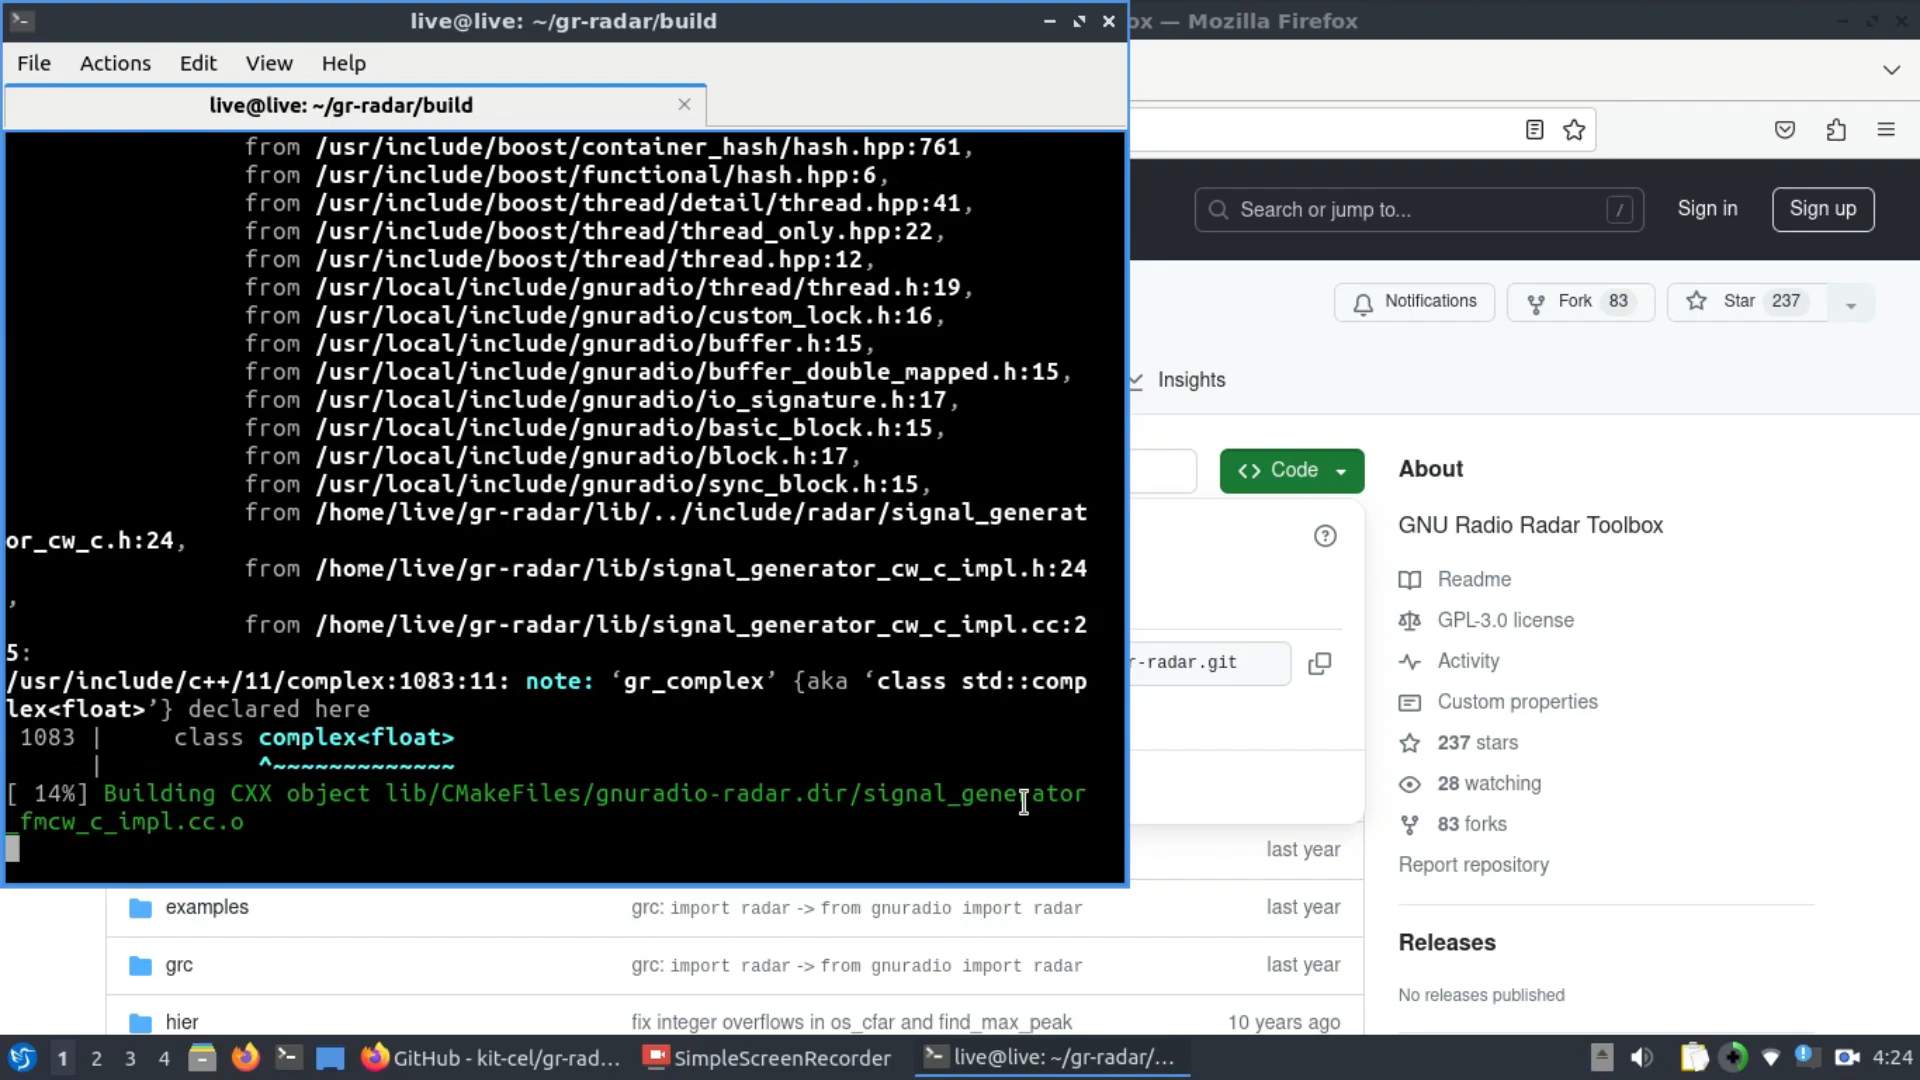 live@live: ~/gr-radar/build
ox — Mozilla Firefox
File Actions Edit View Help
live@live: ~/gr-radar/build
from /usr/include/boost/container_hash/hash.hpp:761,
from /usr/include/boost/functional/hash.hpp:6,
from /usr/include/boost/thread/detail/thread.hpp:41,
from /usr/include/boost/thread/thread_only.hpp:22,
from /usr/include/boost/thread/thread.hpp:12,
from /usr/local/include/gnuradio/thread/thread.h:19,
from /usr/local/include/gnuradio/custom_lock.h:16,
from /usr/local/include/gnuradio/buffer.h:15,
from /usr/local/include/gnuradio/buffer_double_mapped.h:15,
from /usr/local/include/gnuradio/io_signature.h:17,
from /usr/local/include/gnuradio/basic_block.h:15,
from /usr/local/include/gnuradio/block.h:17,
from /usr/local/include/gnuradio/sync_block.h:15,
from /home/live/gr-radar/lib/../include/radar/signal_generat
or_cw_c.h:24,
from /home/live/gr-radar/lib/signal_generator_cw_c_impl.h:24
,
from /home/live/gr-radar/lib/signal_generator_cw_c_impl.cc:2
5:
/usr/include/c++/11/complex:1083:11: note: ‘gr_complex’ {aka ‘class std::comp
lex<float>’} declared here
1083 |     class complex<float>
|           ^~~~~~~~~~~~~~
[ 14%] Building CXX object lib/CMakeFiles/gnuradio-radar.dir/signal_generator
_fmcw_c_impl.cc.o
Search or jump to... /
Sign in
Sign up
Notifications
Fork 83
Star 237
Insights
<> Code
r-radar.git
About
GNU Radio Radar Toolbox
Readme
GPL-3.0 license
Activity
Custom properties
237 stars
28 watching
83 forks
Report repository
Releases
No releases published
last year
examples grc: import radar -> from gnuradio import radar last year
grc grc: import radar -> from gnuradio import radar last year
hier fix integer overflows in os_cfar and find_max_peak 10 years ago
1 2 3 4
GitHub - kit-cel/gr-rad...
SimpleScreenRecorder
live@live: ~/gr-radar/...
4:24